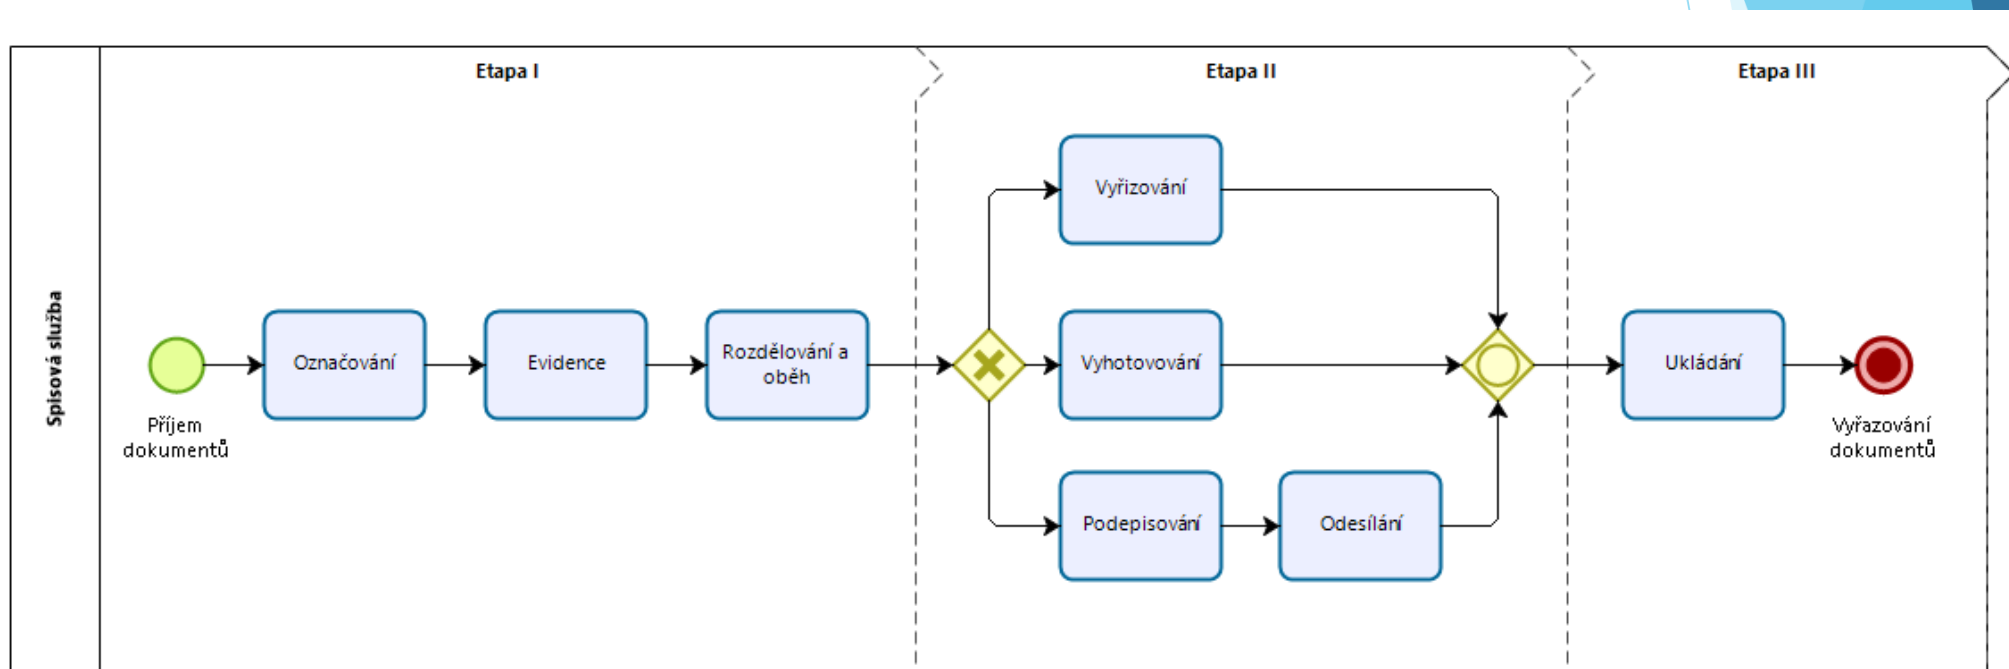 Etapa I
Etapa II
Etapa III
Spisová služba
Příjem
dokumentů
Označování
Evidence
Rozdělování a
oběh
Vyřizování
Vyhotovování
Podepisování
Odesílání
Ukládání
Vyřazování
dokumentů